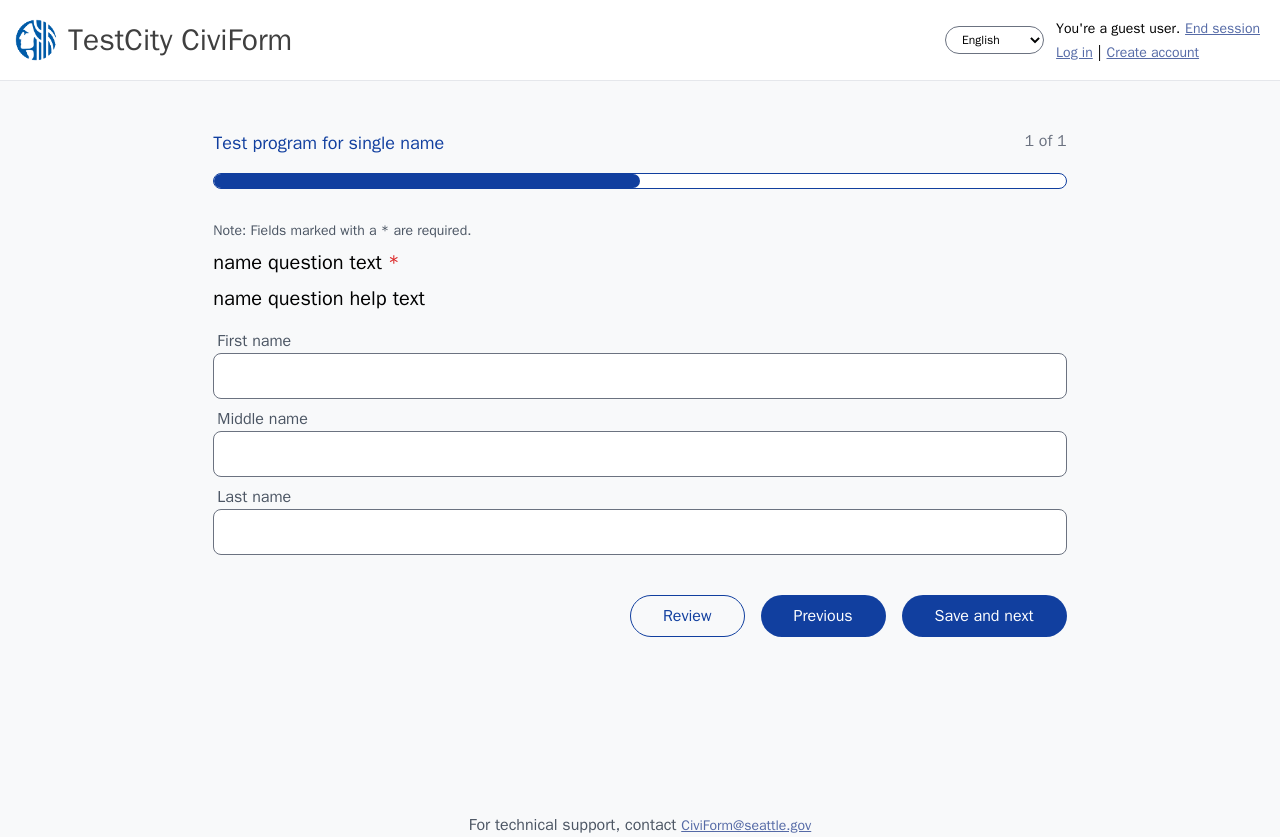 TestCity CiviForm
English
You're a guest user. End session
Log in | Create account
Test program for single name
1 of 1
Note: Fields marked with a * are required.
name question text *
name question help text
First name
Middle name
Last name
Review
Previous
Save and next
For technical support, contact CiviForm@seattle.gov